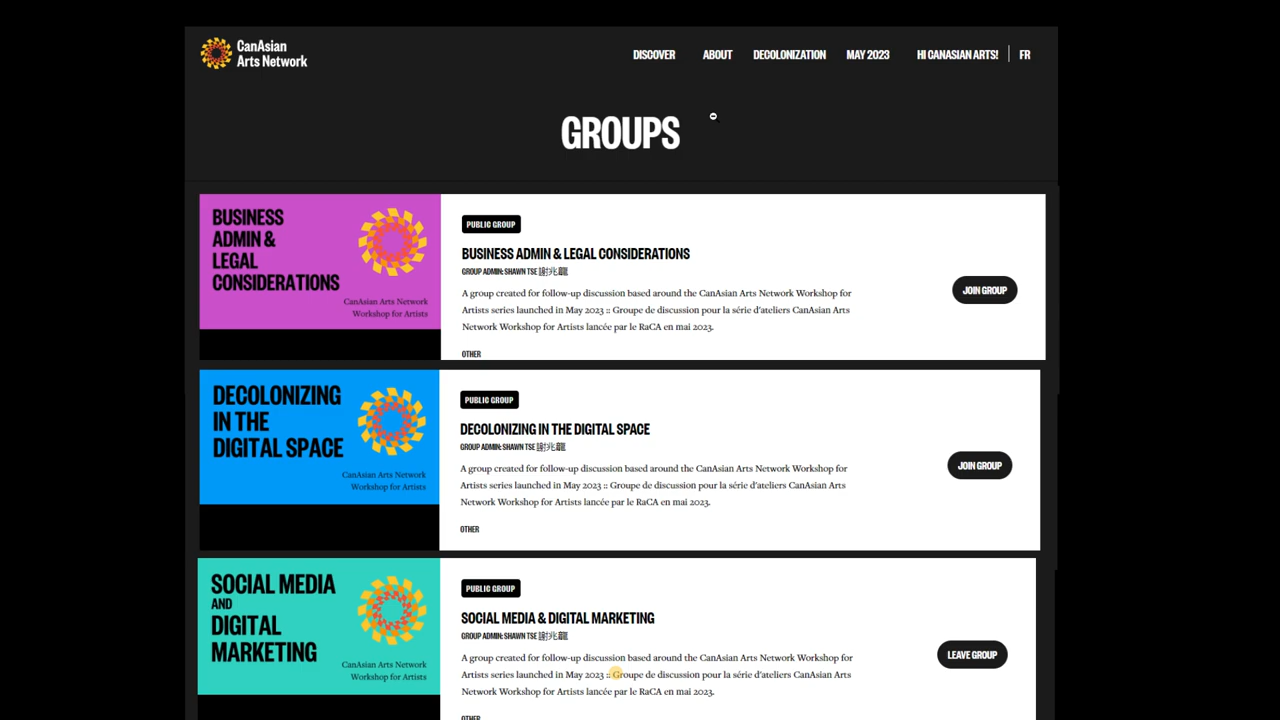 CanAsian
Arts Network
DISCOVER ABOUT DECOLONIZATION MAY 2023 HI CANASIAN ARTS! FR
GROUPS
BUSINESS
ADMIN &
LEGAL
CONSIDERATIONS
CanAsian Arts Network
Workshop for Artists
PUBLIC GROUP
BUSINESS ADMIN & LEGAL CONSIDERATIONS
GROUP ADMIN: SHAWN TSE 謝兆龍
A group created for follow-up discussion based around the CanAsian Arts Network Workshop for
Artists series launched in May 2023 :: Groupe de discussion pour la série d'ateliers CanAsian Arts
Network Workshop for Artists lancée par le RaCA en mai 2023.
OTHER
JOIN GROUP
DECOLONIZING
IN THE
DIGITAL SPACE
CanAsian Arts Network
Workshop for Artists
PUBLIC GROUP
DECOLONIZING IN THE DIGITAL SPACE
GROUP ADMIN: SHAWN TSE 謝兆龍
A group created for follow-up discussion based around the CanAsian Arts Network Workshop for
Artists series launched in May 2023 :: Groupe de discussion pour la série d'ateliers CanAsian Arts
Network Workshop for Artists lancée par le RaCA en mai 2023.
OTHER
JOIN GROUP
SOCIAL MEDIA
AND
DIGITAL
MARKETING
CanAsian Arts Network
Workshop for Artists
PUBLIC GROUP
SOCIAL MEDIA & DIGITAL MARKETING
GROUP ADMIN: SHAWN TSE 謝兆龍
A group created for follow-up discussion based around the CanAsian Arts Network Workshop for
Artists series launched in May 2023 :: Groupe de discussion pour la série d'ateliers CanAsian Arts
Network Workshop for Artists lancée par le RaCA en mai 2023.
OTHER
LEAVE GROUP